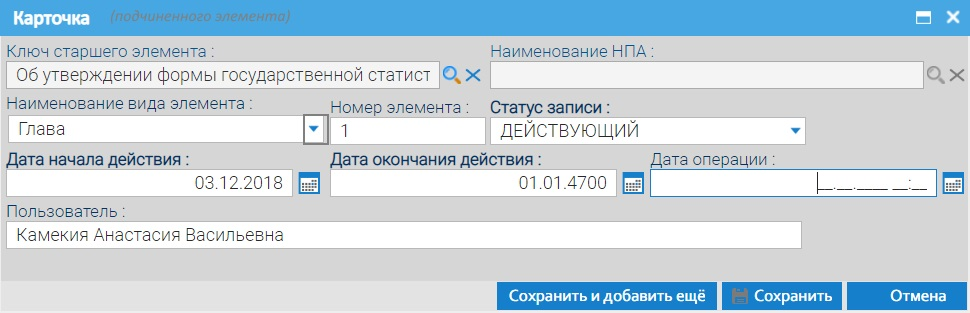 Карточка (подчиненного элемента)
Ключ старшего элемента : Наименование НПА :
Об утверждении формы государственной статист
Наименование вида элемента : Номер элемента : Статус записи :
Глава 1 ДЕЙСТВУЮЩИЙ
Дата начала действия : Дата окончания действия : Дата операции :
03.12.2018 01.01.4700 __.__.____ __:__
Пользователь :
Камекия Анастасия Васильевна
Сохранить и добавить ещё Сохранить Отмена